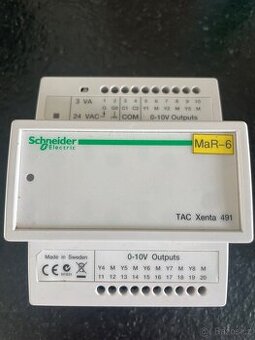 3 VA 1 2 3 4 5 6 7 8 9 10
24 VAC G G0 COM Y1 M Y2 Y3 M
0-10V Outputs
Schneider
Electric
MaR-6
TAC Xenta 491
Made in Sweden 0-10V Outputs
CE Y4 M Y5 Y6 M Y7 M Y8 M
11 12 13 14 15 16 17 18 19 20